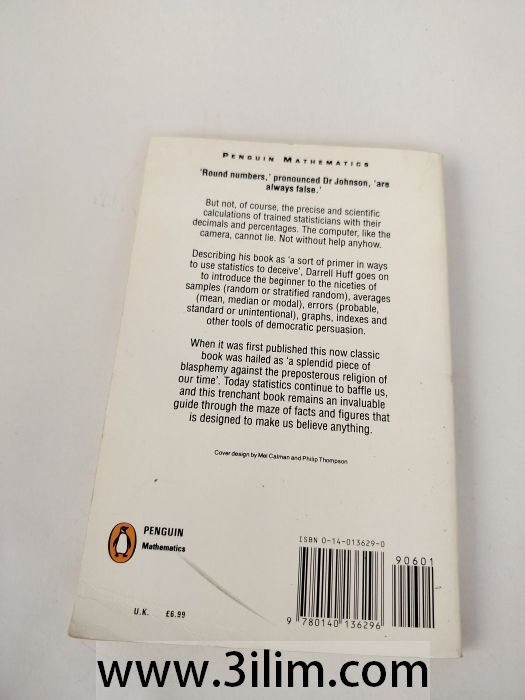 PENGUIN MATHEMATICS
'Round numbers,' pronounced Dr Johnson, 'are
always false.'
But not, of course, the precise and scientific
calculations of trained statisticians with their
decimals and percentages. The computer, like the
camera, cannot lie. Not without help anyhow.
Describing his book as 'a sort of primer in ways
to use statistics to deceive', Darrell Huff goes on
to introduce the beginner to the niceties of
samples (random or stratified random), averages
(mean, median or modal), errors (probable,
standard or unintentional), graphs, indexes and
other tools of democratic persuasion.
When it was first published this now classic
book was hailed as 'a splendid piece of
blasphemy against the preposterous religion of
our time'. Today statistics continue to baffle us,
and this trenchant book remains an invaluable
guide through the maze of facts and figures that
is designed to make us believe anything.
Cover design by Mel Calman and Philip Thompson
PENGUIN
Mathematics
U.K. £6.99
ISBN 0-14-013629-0
90601
9 780140 136296
www.3ilim.com